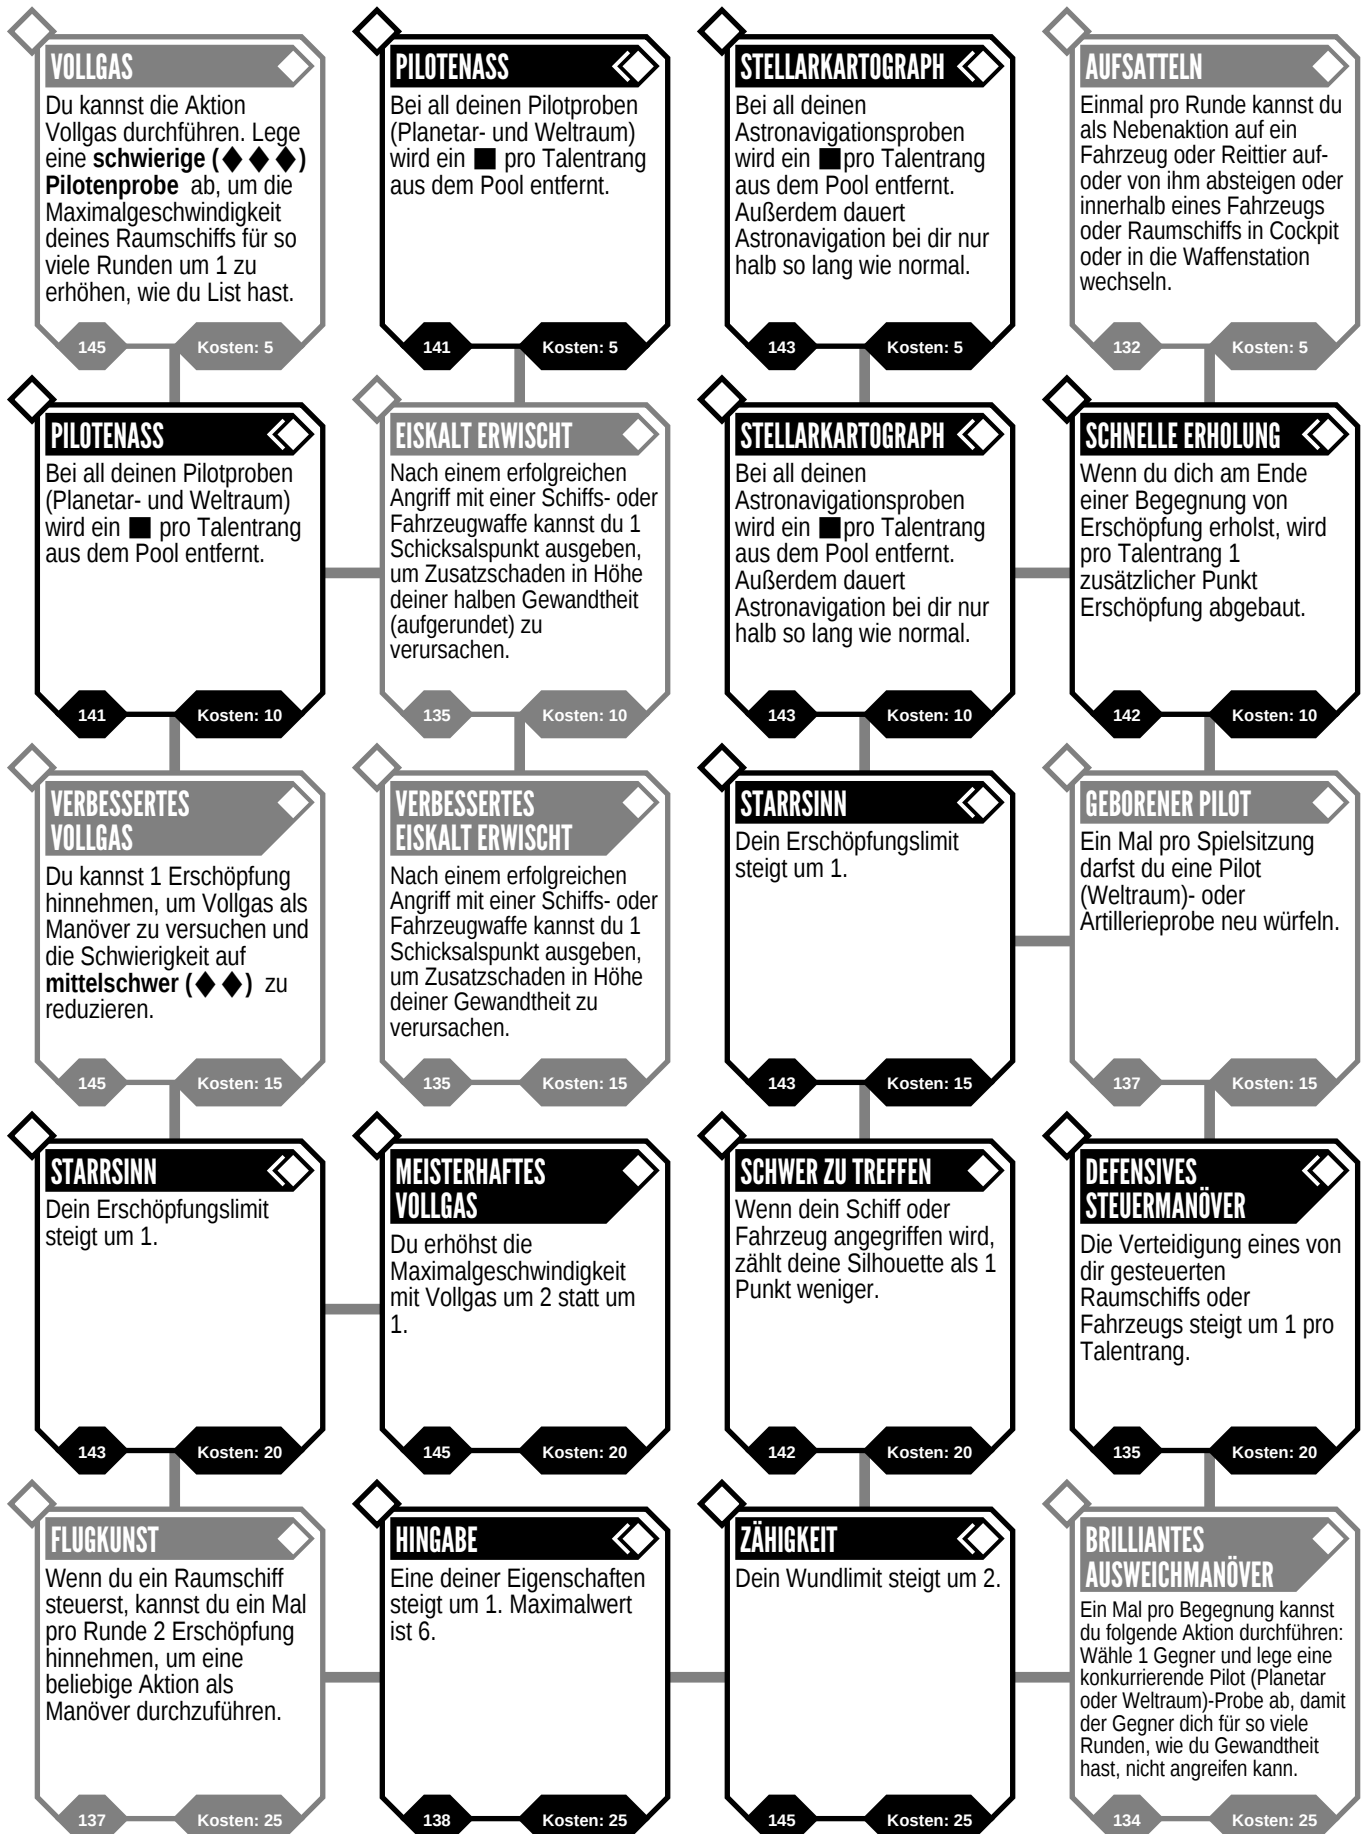 VOLLGAS
Du kannst die Aktion
Vollgas durchführen. Lege
eine schwierige (♦ ♦ ♦)
Pilotenprobe ab, um die
Maximalgeschwindigkeit
deines Raumschiffs für so
viele Runden um 1 zu
erhöhen, wie du List hast.
145
Kosten: 5
PILOTENASS
Bei all deinen Pilotproben
(Planetar- und Weltraum)
wird ein ■ pro Talentrang
aus dem Pool entfernt.
141
Kosten: 5
STELLARKARTOGRAPH
Bei all deinen
Astronavigationsproben
wird ein ■pro Talentrang
aus dem Pool entfernt.
Außerdem dauert
Astronavigation bei dir nur
halb so lang wie normal.
143
Kosten: 5
AUFSATTELN
Einmal pro Runde kannst du
als Nebenaktion auf ein
Fahrzeug oder Reittier auf-
oder von ihm absteigen oder
innerhalb eines Fahrzeugs
oder Raumschiffs in Cockpit
oder in die Waffenstation
wechseln.
132
Kosten: 5
PILOTENASS
Bei all deinen Pilotproben
(Planetar- und Weltraum)
wird ein ■ pro Talentrang
aus dem Pool entfernt.
141
Kosten: 10
EISKALT ERWISCHT
Nach einem erfolgreichen
Angriff mit einer Schiffs- oder
Fahrzeugwaffe kannst du 1
Schicksalspunkt ausgeben,
um Zusatzschaden in Höhe
deiner halben Gewandtheit
(aufgerundet) zu
verursachen.
135
Kosten: 10
STELLARKARTOGRAPH
Bei all deinen
Astronavigationsproben
wird ein ■pro Talentrang
aus dem Pool entfernt.
Außerdem dauert
Astronavigation bei dir nur
halb so lang wie normal.
143
Kosten: 10
SCHNELLE ERHOLUNG
Wenn du dich am Ende
einer Begegnung von
Erschöpfung erholst, wird
pro Talentrang 1
zusätzlicher Punkt
Erschöpfung abgebaut.
142
Kosten: 10
VERBESSERTES
VOLLGAS
Du kannst 1 Erschöpfung
hinnehmen, um Vollgas als
Manöver zu versuchen und
die Schwierigkeit auf
mittelschwer (♦ ♦) zu
reduzieren.
145
Kosten: 15
VERBESSERTES
EISKALT ERWISCHT
Nach einem erfolgreichen
Angriff mit einer Schiffs- oder
Fahrzeugwaffe kannst du 1
Schicksalspunkt ausgeben,
um Zusatzschaden in Höhe
deiner Gewandtheit zu
verursachen.
135
Kosten: 15
STARRSINN
Dein Erschöpfungslimit
steigt um 1.
143
Kosten: 15
GEBORENER PILOT
Ein Mal pro Spielsitzung
darfst du eine Pilot
(Weltraum)- oder
Artillerieprobe neu würfeln.
137
Kosten: 15
STARRSINN
Dein Erschöpfungslimit
steigt um 1.
143
Kosten: 20
MEISTERHAFTES
VOLLGAS
Du erhöhst die
Maximalgeschwindigkeit
mit Vollgas um 2 statt um
1.
145
Kosten: 20
SCHWER ZU TREFFEN
Wenn dein Schiff oder
Fahrzeug angegriffen wird,
zählt deine Silhouette als 1
Punkt weniger.
142
Kosten: 20
DEFENSIVES
STEUERMANÖVER
Die Verteidigung eines von
dir gesteuerten
Raumschiffs oder
Fahrzeugs steigt um 1 pro
Talentrang.
135
Kosten: 20
FLUGKUNST
Wenn du ein Raumschiff
steuerst, kannst du ein Mal
pro Runde 2 Erschöpfung
hinnehmen, um eine
beliebige Aktion als
Manöver durchzuführen.
137
Kosten: 25
HINGABE
Eine deiner Eigenschaften
steigt um 1. Maximalwert
ist 6.
138
Kosten: 25
ZÄHIGKEIT
Dein Wundlimit steigt um 2.
145
Kosten: 25
BRILLIANTES
AUSWEICHMANÖVER
Ein Mal pro Begegnung kannst
du folgende Aktion durchführen:
Wähle 1 Gegner und lege eine
konkurrierende Pilot (Planetar
oder Weltraum)-Probe ab, damit
der Gegner dich für so viele
Runden, wie du Gewandtheit
hast, nicht angreifen kann.
134
Kosten: 25